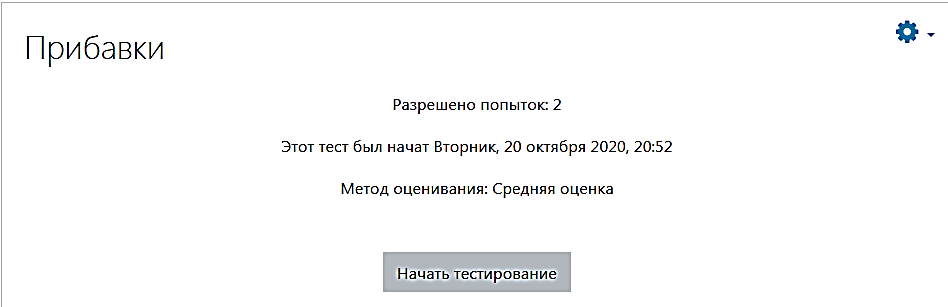 Прибавки
Разрешено попыток: 2
Этот тест был начат Вторник, 20 октября 2020, 20:52
Метод оценивания: Средняя оценка
Начать тестирование